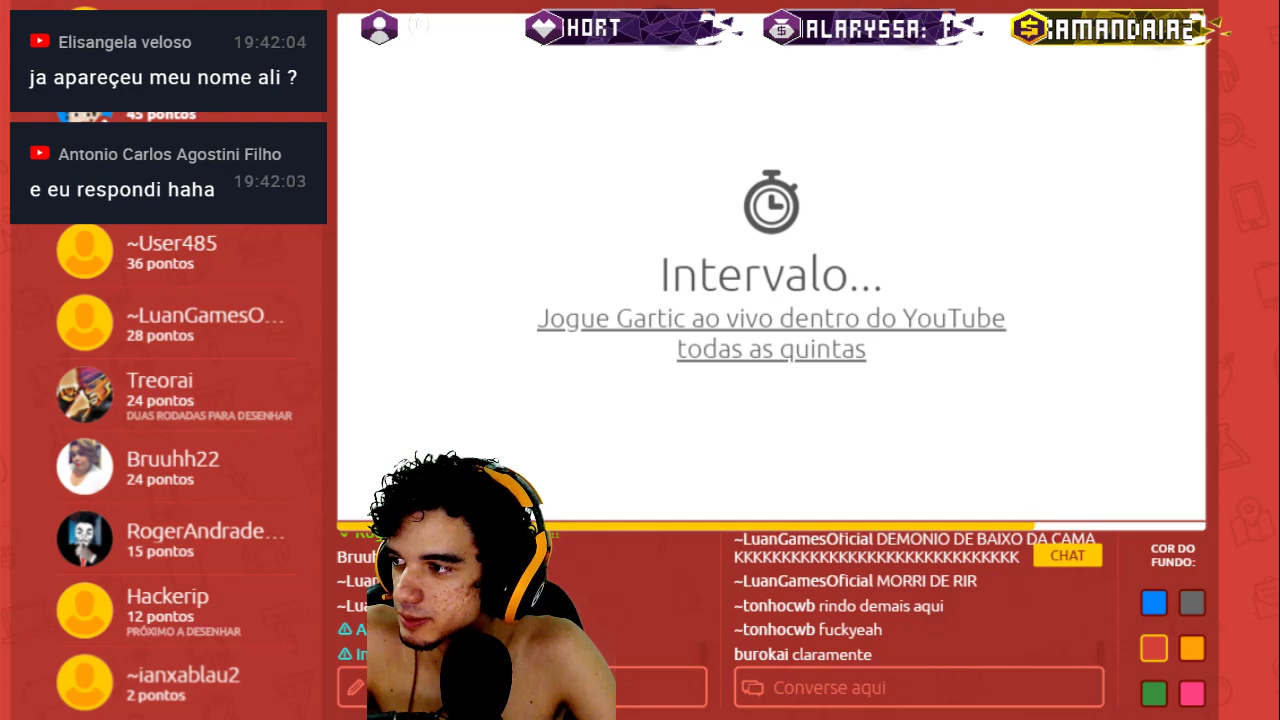 HORT
ALARYSSA:
AMANDAIAZ
Elisangela veloso 19:42:04
ja apareçeu meu nome ali ?
45 pontos
Antonio Carlos Agostini Filho
e eu respondi haha 19:42:03
~User485
36 pontos
~LuanGamesO...
28 pontos
Treorai
24 pontos
DUAS RODADAS PARA DESENHAR
Bruuhh22
24 pontos
RogerAndrade...
15 pontos
Hackerip
12 pontos
PRÓXIMO A DESENHAR
~ianxablau2
2 pontos
Intervalo...
Jogue Gartic ao vivo dentro do YouTube
todas as quintas
~LuanGamesOficial DEMONIO DE BAIXO DA CAMA
KKKKKKKKKKKKKKKKKKKKKKKKKKKKK
CHAT
~LuanGamesOficial MORRI DE RIR
~tonhocwb rindo demais aqui
~tonhocwb fuckyeah
burokai claramente
Converse aqui
COR DO
FUNDO: